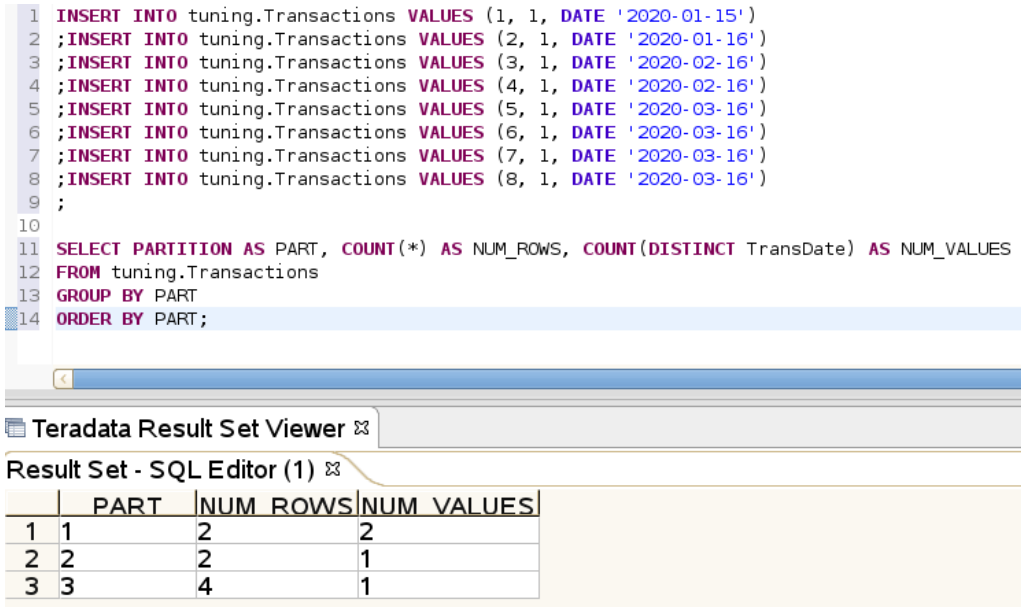 1 INSERT INTO tuning.Transactions VALUES (1, 1, DATE '2020-01-15')
2 ;INSERT INTO tuning.Transactions VALUES (2, 1, DATE '2020-01-16')
3 ;INSERT INTO tuning.Transactions VALUES (3, 1, DATE '2020-02-16')
4 ;INSERT INTO tuning.Transactions VALUES (4, 1, DATE '2020-02-16')
5 ;INSERT INTO tuning.Transactions VALUES (5, 1, DATE '2020-03-16')
6 ;INSERT INTO tuning.Transactions VALUES (6, 1, DATE '2020-03-16')
7 ;INSERT INTO tuning.Transactions VALUES (7, 1, DATE '2020-03-16')
8 ;INSERT INTO tuning.Transactions VALUES (8, 1, DATE '2020-03-16')
9 ;
10
11 SELECT PARTITION AS PART, COUNT(*) AS NUM_ROWS, COUNT(DISTINCT TransDate) AS NUM_VALUES
12 FROM tuning.Transactions
13 GROUP BY PART
14 ORDER BY PART;
Teradata Result Set Viewer
Result Set - SQL Editor (1)
PART NUM_ROWS NUM_VALUES
1 1 2 2
2 2 2 1
3 3 4 1